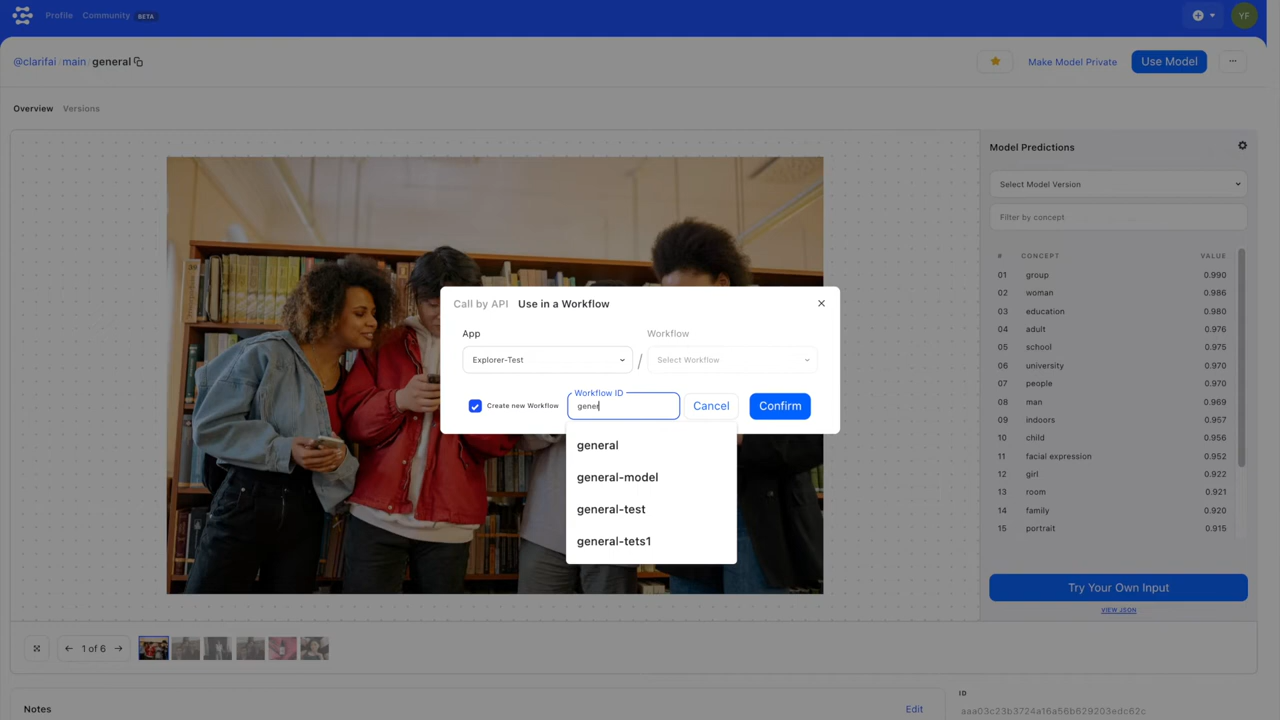 Profile Community BETA
YF
@clarifai / main / general
Make Model Private
Use Model
Overview Versions
Model Predictions
Select Model Version
Filter by concept
# CONCEPT VALUE
01 group 0.990
02 woman 0.986
03 education 0.980
04 adult 0.976
05 school 0.975
06 university 0.970
07 people 0.970
08 man 0.969
09 indoors 0.957
10 child 0.956
11 facial expression 0.952
12 girl 0.922
13 room 0.921
14 family 0.920
15 portrait 0.915
Try Your Own Input
VIEW JSON
Call by API Use in a Workflow
App Workflow
Explorer-Test / Select Workflow
Workflow ID
Create new Workflow gener Cancel Confirm
general
general-model
general-test
general-tets1
1 of 6
Notes Edit
ID
aaa03c23b3724a16a56b629203edc62c